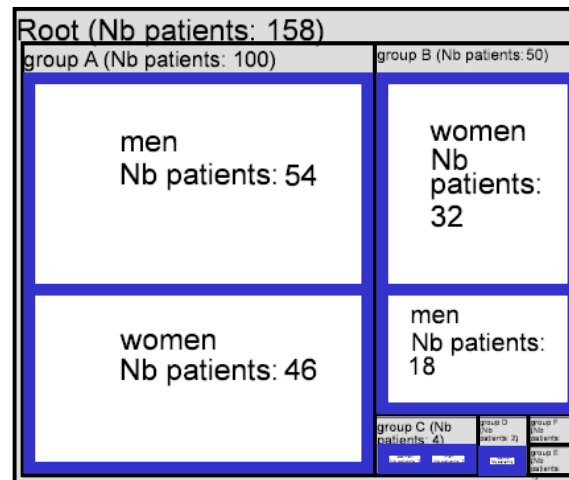 Root (Nb patients: 158)
group A (Nb patients: 100)
group B (Nb patients: 50)
men
Nb patients: 54
women
Nb
patients:
32
women
Nb patients: 46
men
Nb patients:
18
group C (Nb
patients: 4)
group D
(Nb
patients: 2)
group F
(Nb
patients
group E
(Nb
patients